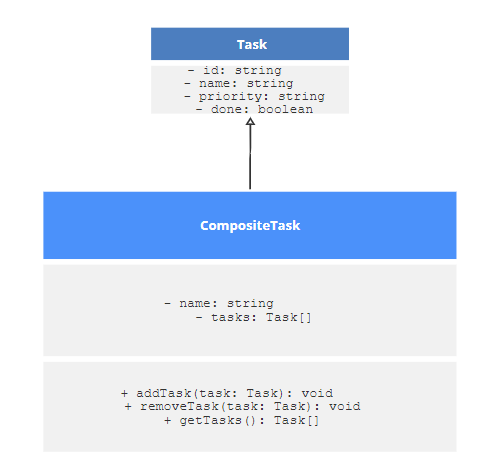 Task
- id: string
- name: string
- priority: string
- done: boolean
CompositeTask
- name: string
- tasks: Task[]
+ addTask(task: Task): void
+ removeTask(task: Task): void
+ getTasks(): Task[]